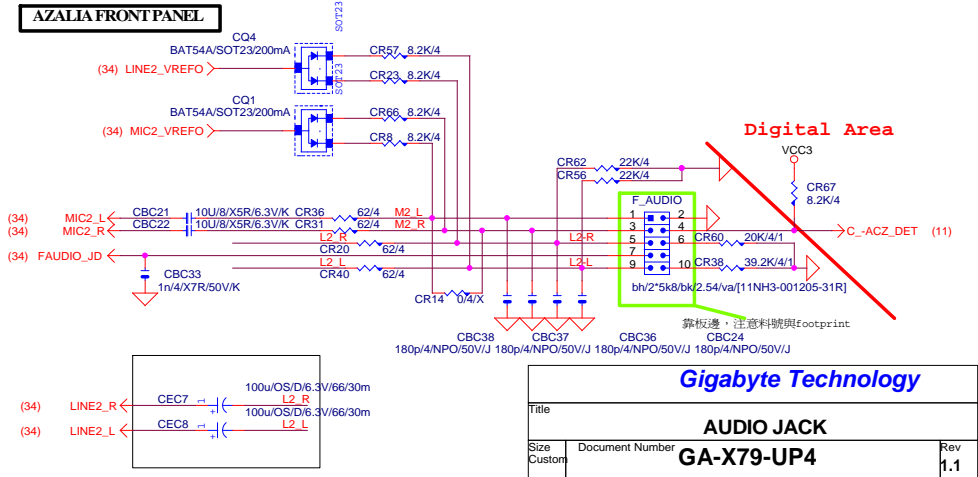 AZALIA FRONT PANEL
SOT23
CQ4
BAT54A/SOT23/200mA
(34) LINE2_VREFO
CR57 8.2K/4
CR23 8.2K/4
SOT23
CQ1
BAT54A/SOT23/200mA
(34) MIC2_VREFO
CR66 8.2K/4
CR8 8.2K/4
Digital Area
VCC3
CR67
8.2K/4
CR62 22K/4
CR56 22K/4
F_AUDIO
(34) MIC2_L CBC21 10U/8/X5R/6.3V/K CR36 62/4 M2_L 1 2
(34) MIC2_R CBC22 10U/8/X5R/6.3V/K CR31 62/4 M2_R 3 4 C_-ACZ_DET (11)
L2_R CR20 62/4 L2-R 5 6 CR60 20K/4/1
(34) FAUDIO_JD 7
L2_L CR40 62/4 L2-L 9 10 CR38 39.2K/4/1
CBC33
1n/4/X7R/50V/K
CR14 0/4/X
bh/2*5k8/bk/2.54/va/[11NH3-001205-31R]
靠板邊，注意料號與footprint
CBC38 CBC37 CBC36 CBC24
180p/4/NPO/50V/J 180p/4/NPO/50V/J 180p/4/NPO/50V/J 180p/4/NPO/50V/J
100u/OS/D/6.3V/66/30m
(34) LINE2_R CEC7 1 + L2_R
100u/OS/D/6.3V/66/30m
(34) LINE2_L CEC8 1 + L2_L
Gigabyte Technology
Title
AUDIO JACK
Size
Custom
Document Number
GA-X79-UP4
Rev
1.1